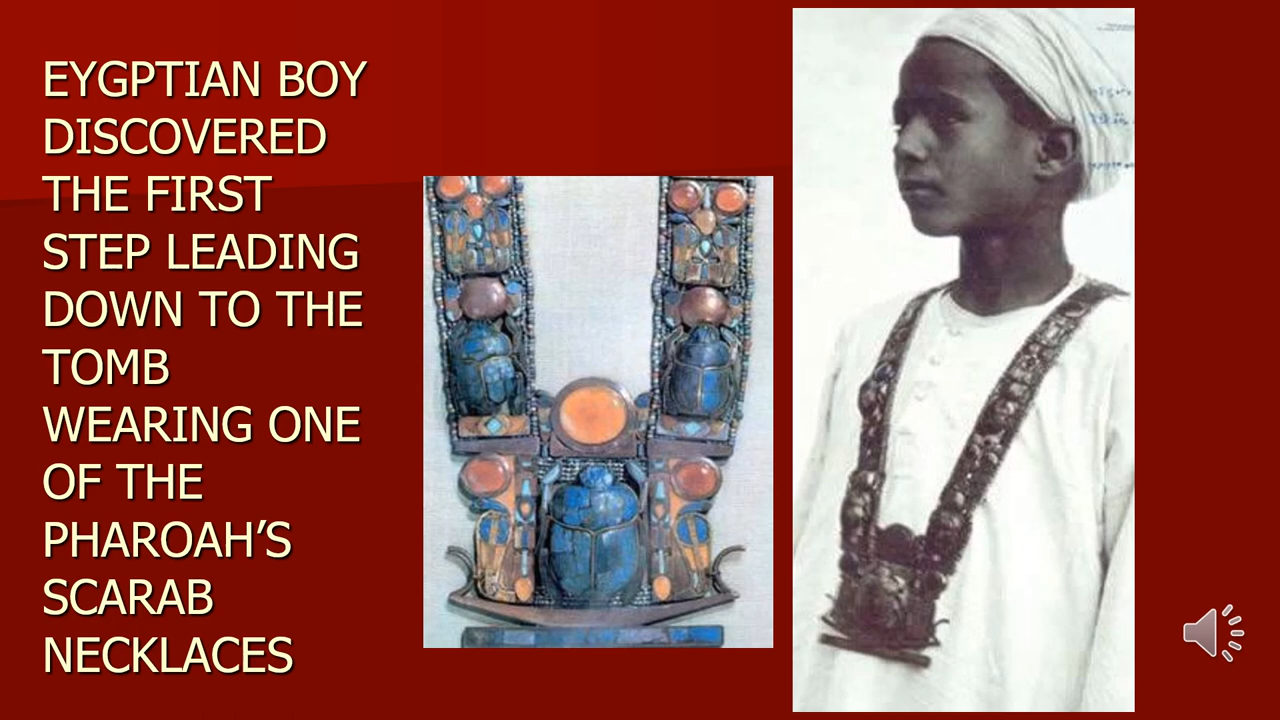 EYGPTIAN BOY
DISCOVERED
THE FIRST
STEP LEADING
DOWN TO THE
TOMB
WEARING ONE
OF THE
PHAROAH’S
SCARAB
NECKLACES